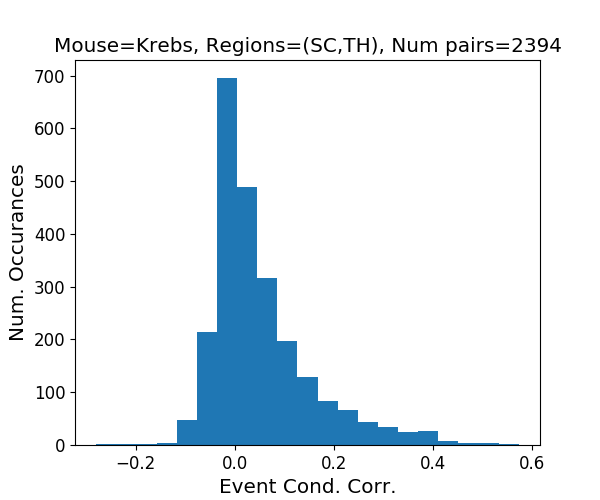 Mouse=Krebs, Regions=(SC,TH), Num pairs=2394
700
600
500
400
300
200
100
0
Num. Occurances
−0.2 0.0 0.2 0.4 0.6
Event Cond. Corr.